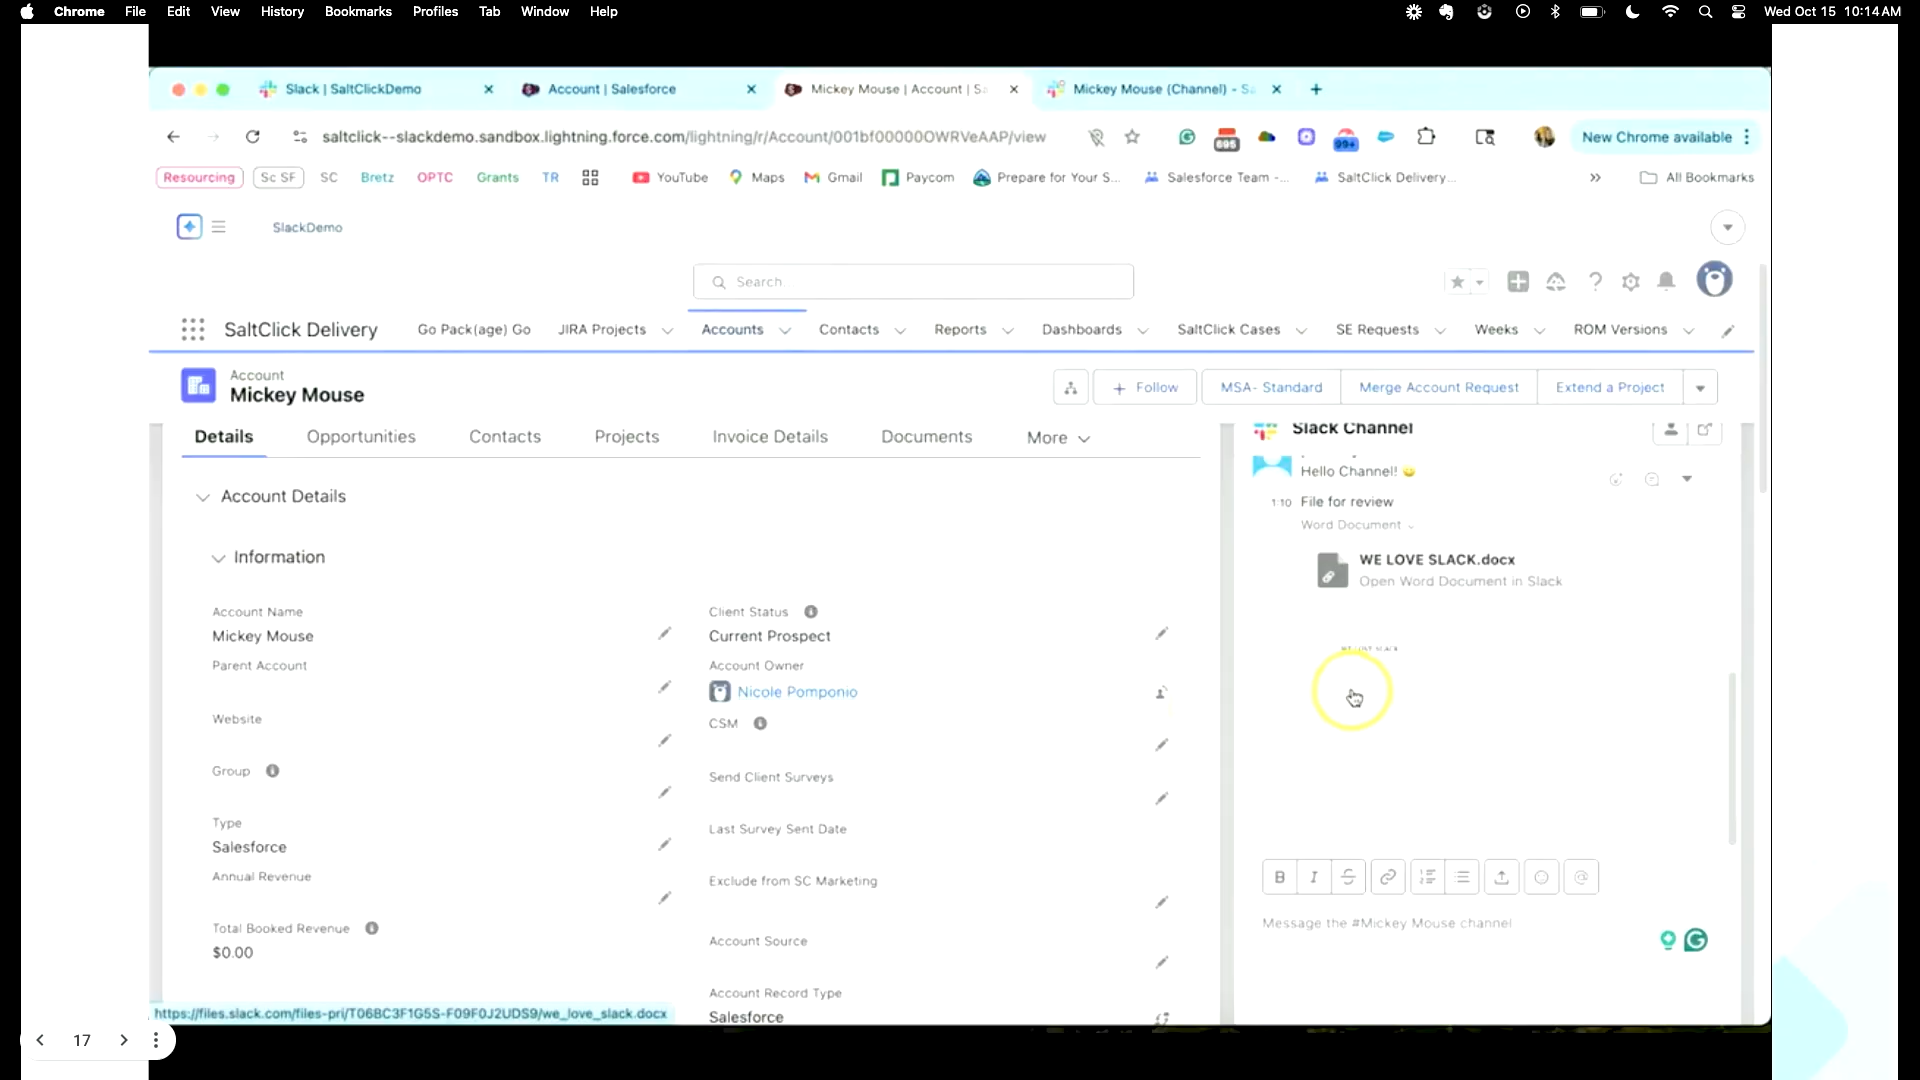 Chrome File Edit View History Bookmarks Profiles Tab Window Help Wed Oct 15 10:14 AM
Slack | SaltClickDemo
Account | Salesforce
Mickey Mouse | Account | Sa
Mickey Mouse (Channel) - Sa
saltclick--slackdemo.sandbox.lightning.force.com/lightning/r/Account/001bf00000OWRVeAAP/view
695
99+
New Chrome available
Resourcing Sc SF SC Bretz OPTC Grants TR YouTube Maps Gmail Paycom Prepare for Your S... Salesforce Team -... SaltClick Delivery... All Bookmarks
SlackDemo
Search.
SaltClick Delivery Go Pack(age) Go JIRA Projects Accounts Contacts Reports Dashboards SaltClick Cases SE Requests Weeks ROM Versions
Account
Mickey Mouse
Follow MSA- Standard Merge Account Request Extend a Project
Details Opportunities Contacts Projects Invoice Details Documents More
Account Details
Information
Account Name
Mickey Mouse
Parent Account
Website
Group
Type
Salesforce
Annual Revenue
Total Booked Revenue
$0.00
Client Status
Current Prospect
Account Owner
Nicole Pomponio
CSM
Send Client Surveys
Last Survey Sent Date
Exclude from SC Marketing
Account Source
Account Record Type
Salesforce
Slack Channel
Hello Channel!
1:10 File for review
Word Document
WE LOVE SLACK.docx
Open Word Document in Slack
WE LOVE SLACK
B I S
Message the #Mickey Mouse channel
https://files.slack.com/files-pri/T06BC3F1G5S-F09F0J2UDS9/we_love_slack.docx
17